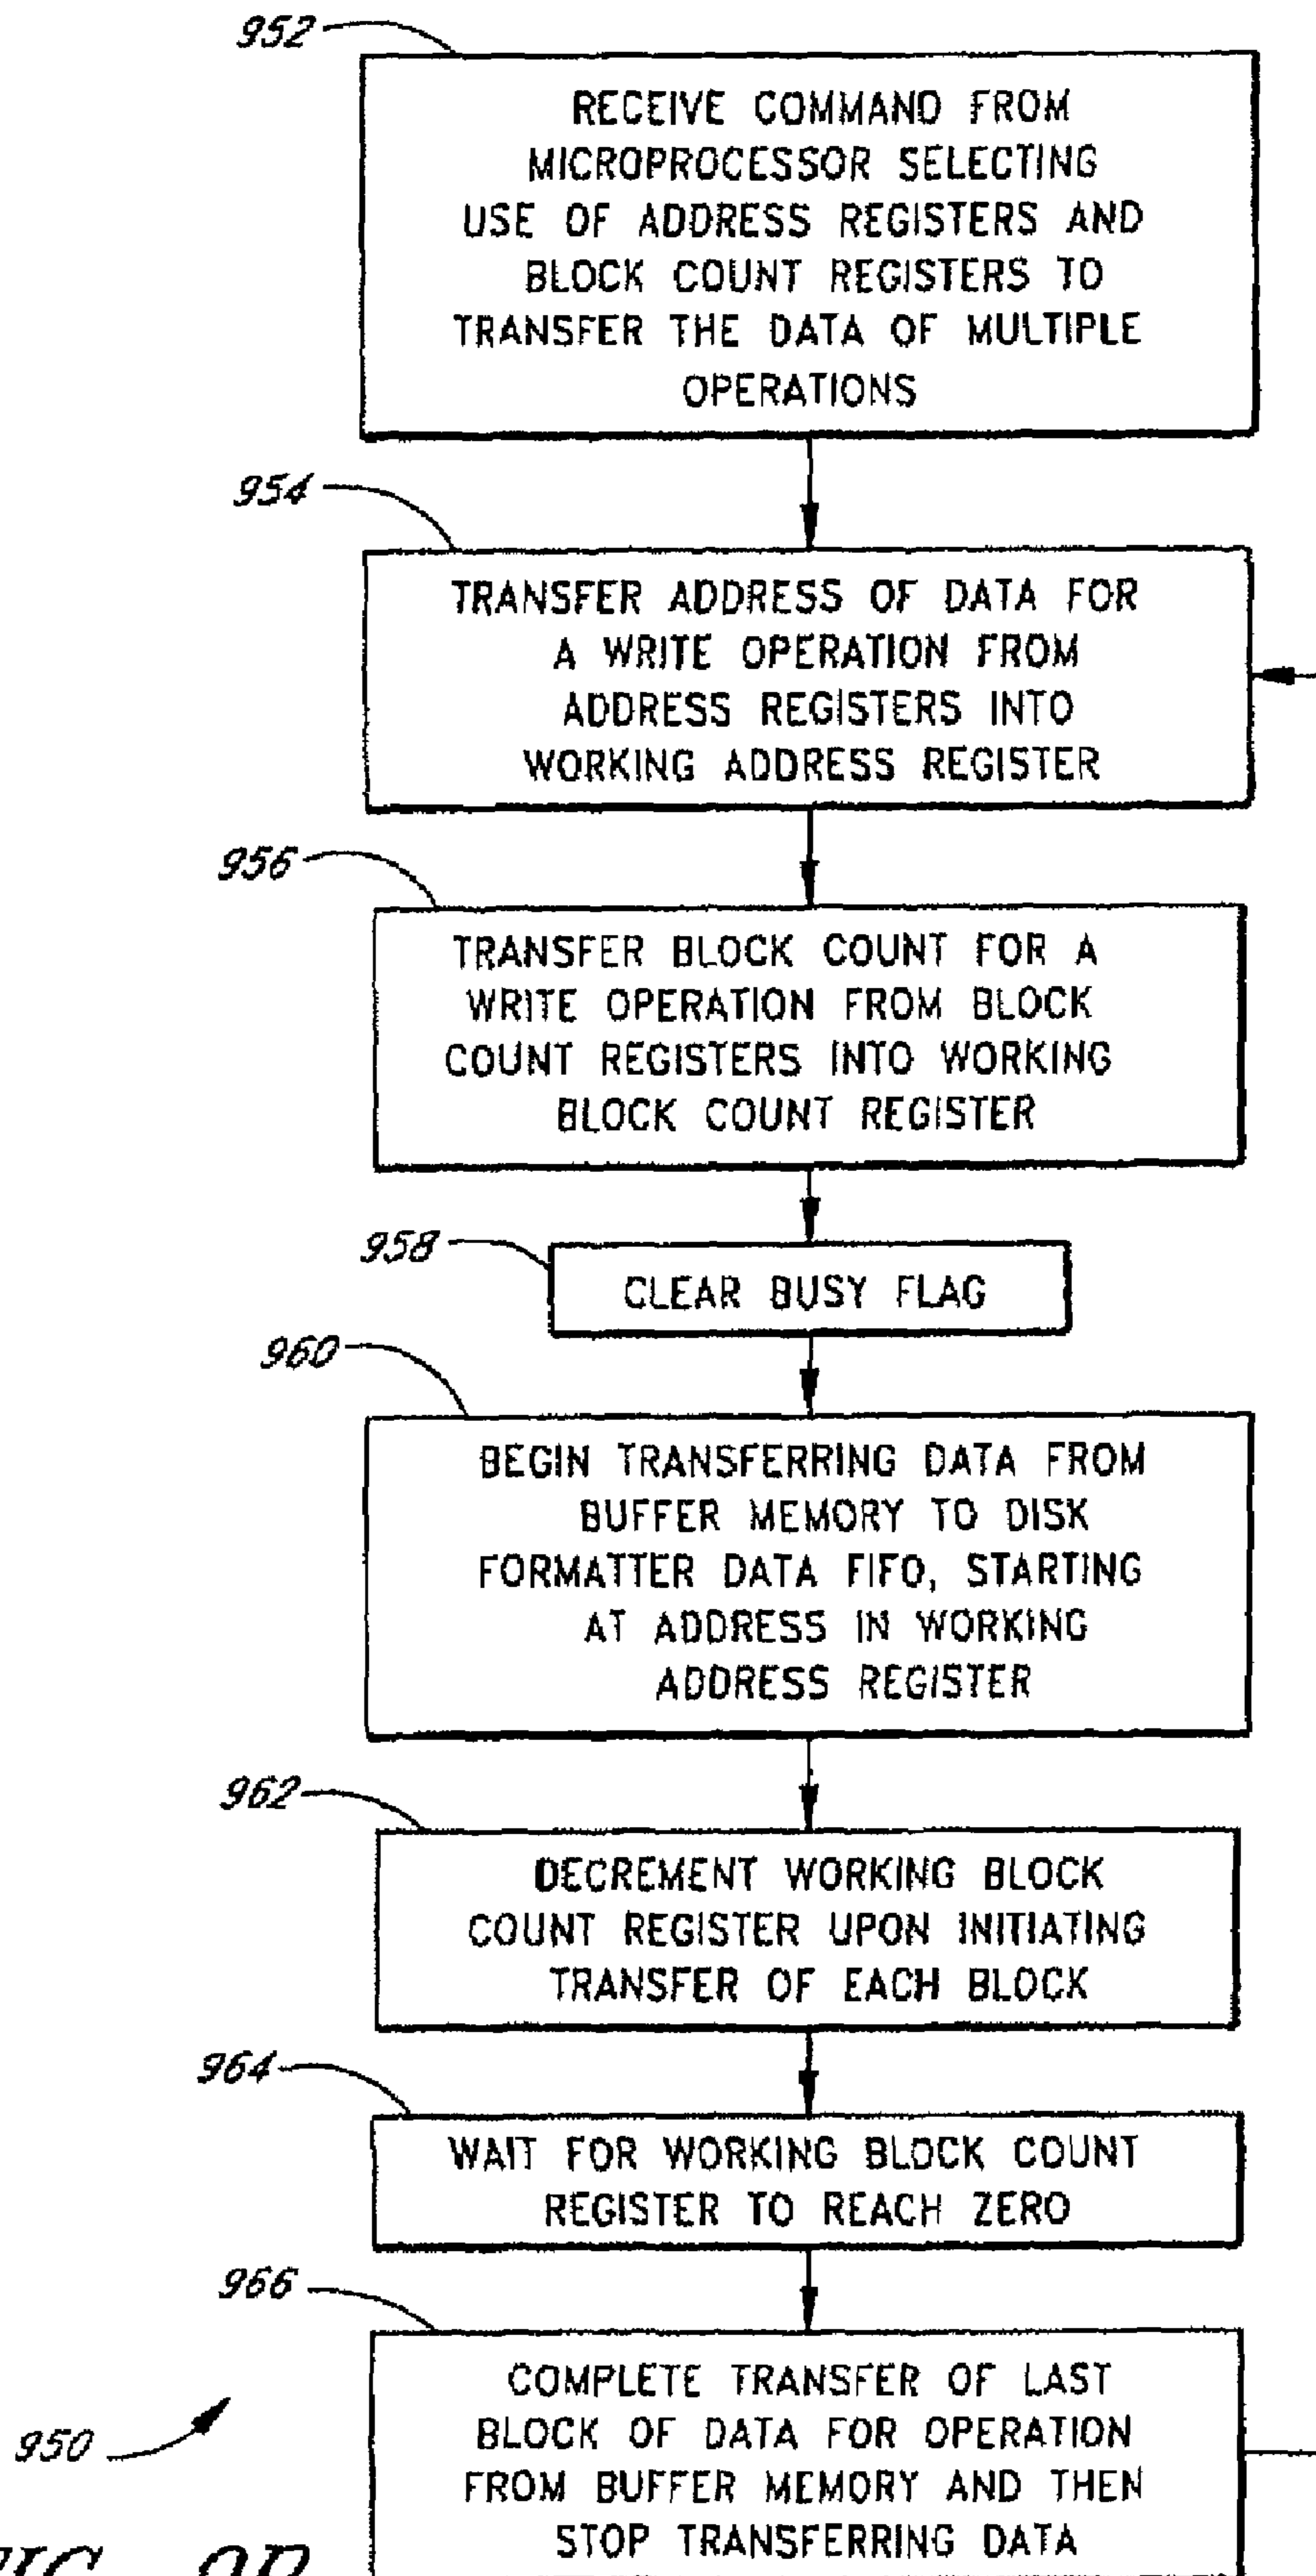 952
RECEIVE COMMAND FROM
MICROPROCESSOR SELECTING
USE OF ADDRESS REGISTERS AND
BLOCK COUNT REGISTERS TO
TRANSFER THE DATA OF MULTIPLE
OPERATIONS
954
TRANSFER ADDRESS OF DATA FOR
A WRITE OPERATION FROM
ADDRESS REGISTERS INTO
WORKING ADDRESS REGISTER
956
TRANSFER BLOCK COUNT FOR A
WRITE OPERATION FROM BLOCK
COUNT REGISTERS INTO WORKING
BLOCK COUNT REGISTER
958
CLEAR BUSY FLAG
960
BEGIN TRANSFERRING DATA FROM
BUFFER MEMORY TO DISK
FORMATTER DATA FIFO, STARTING
AT ADDRESS IN WORKING
ADDRESS REGISTER
962
DECREMENT WORKING BLOCK
COUNT REGISTER UPON INITIATING
TRANSFER OF EACH BLOCK
964
WAIT FOR WORKING BLOCK COUNT
REGISTER TO REACH ZERO
966
COMPLETE TRANSFER OF LAST
BLOCK OF DATA FOR OPERATION
FROM BUFFER MEMORY AND THEN
STOP TRANSFERRING DATA
950